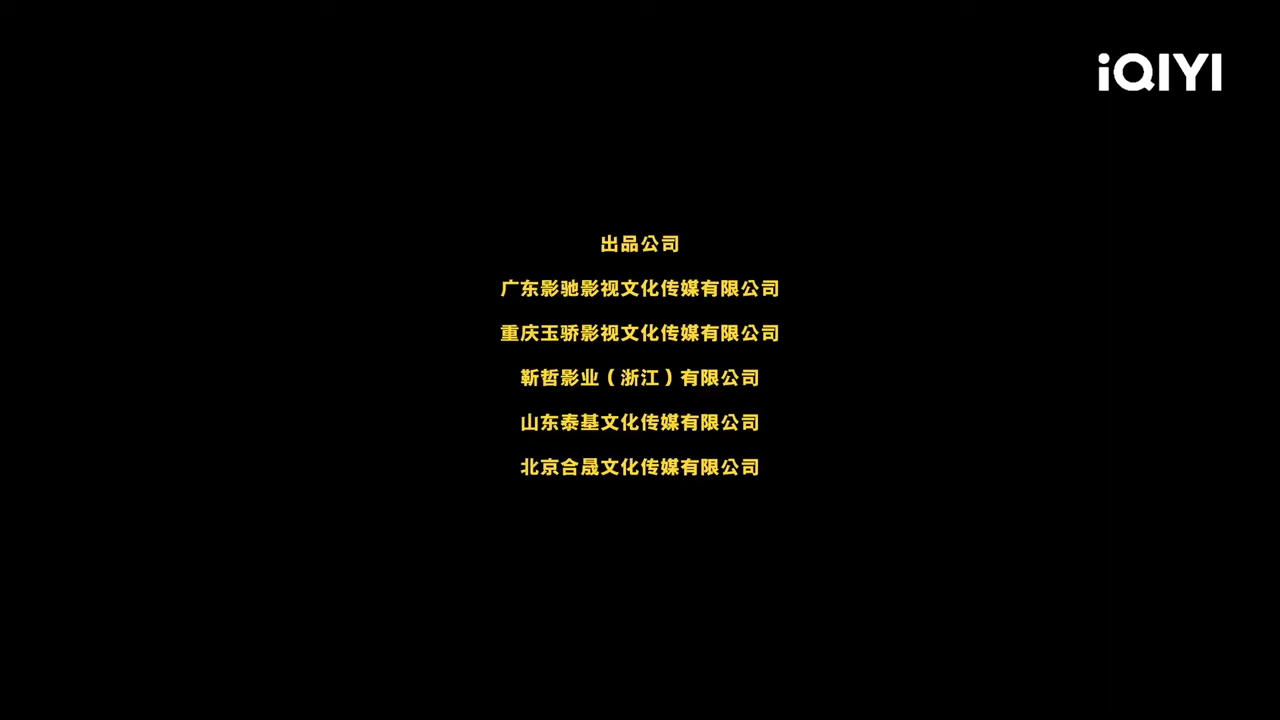 iQIYI
出品公司
广东影驰影视文化传媒有限公司
重庆玉骄影视文化传媒有限公司
靳哲影业（浙江）有限公司
山东泰基文化传媒有限公司
北京合晟文化传媒有限公司